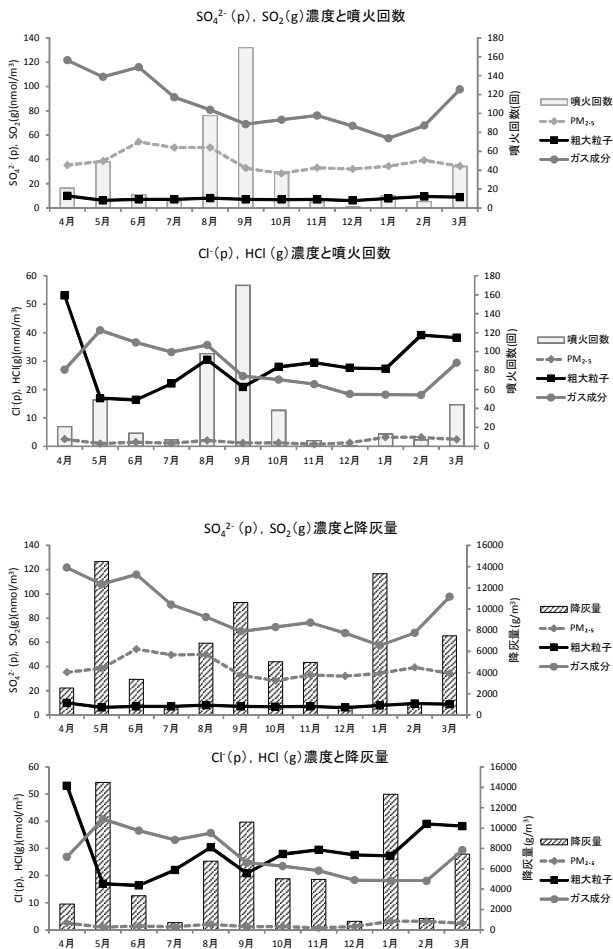 SO₄²⁻ (p), SO₂(g)濃度と噴火回数
SO₄²⁻ (p), SO₂(g)(nmol/m³)
140
120
100
80
60
40
20
0
180
160
140
120
100
80
60
40
20
0
噴火回数(回)
4月 5月 6月 7月 8月 9月 10月 11月 12月 1月 2月 3月
噴火回数
PM₂.₅
粗大粒子
ガス成分
Cl⁻(p), HCl (g)濃度と噴火回数
Cl⁻(p), HCl(g)(nmol/m³)
60
50
40
30
20
10
0
180
160
140
120
100
80
60
40
20
0
噴火回数(回)
4月 5月 6月 7月 8月 9月 10月 11月 12月 1月 2月 3月
噴火回数
PM₂.₅
粗大粒子
ガス成分
SO₄²⁻ (p), SO₂(g)濃度と降灰量
SO₄²⁻ (p), SO₂(g)(nmol/m³)
140
120
100
80
60
40
20
0
16000
14000
12000
10000
8000
6000
4000
2000
0
降灰量(g/m³)
4月 5月 6月 7月 8月 9月 10月 11月 12月 1月 2月 3月
降灰量
PM₂.₅
粗大粒子
ガス成分
Cl⁻(p), HCl (g)濃度と降灰量
Cl⁻(p), HCl(g)(nmol/m³)
60
50
40
30
20
10
0
16000
14000
12000
10000
8000
6000
4000
2000
0
降灰量(g/m³)
4月 5月 6月 7月 8月 9月 10月 11月 12月 1月 2月 3月
降灰量
PM₂.₅
粗大粒子
ガス成分